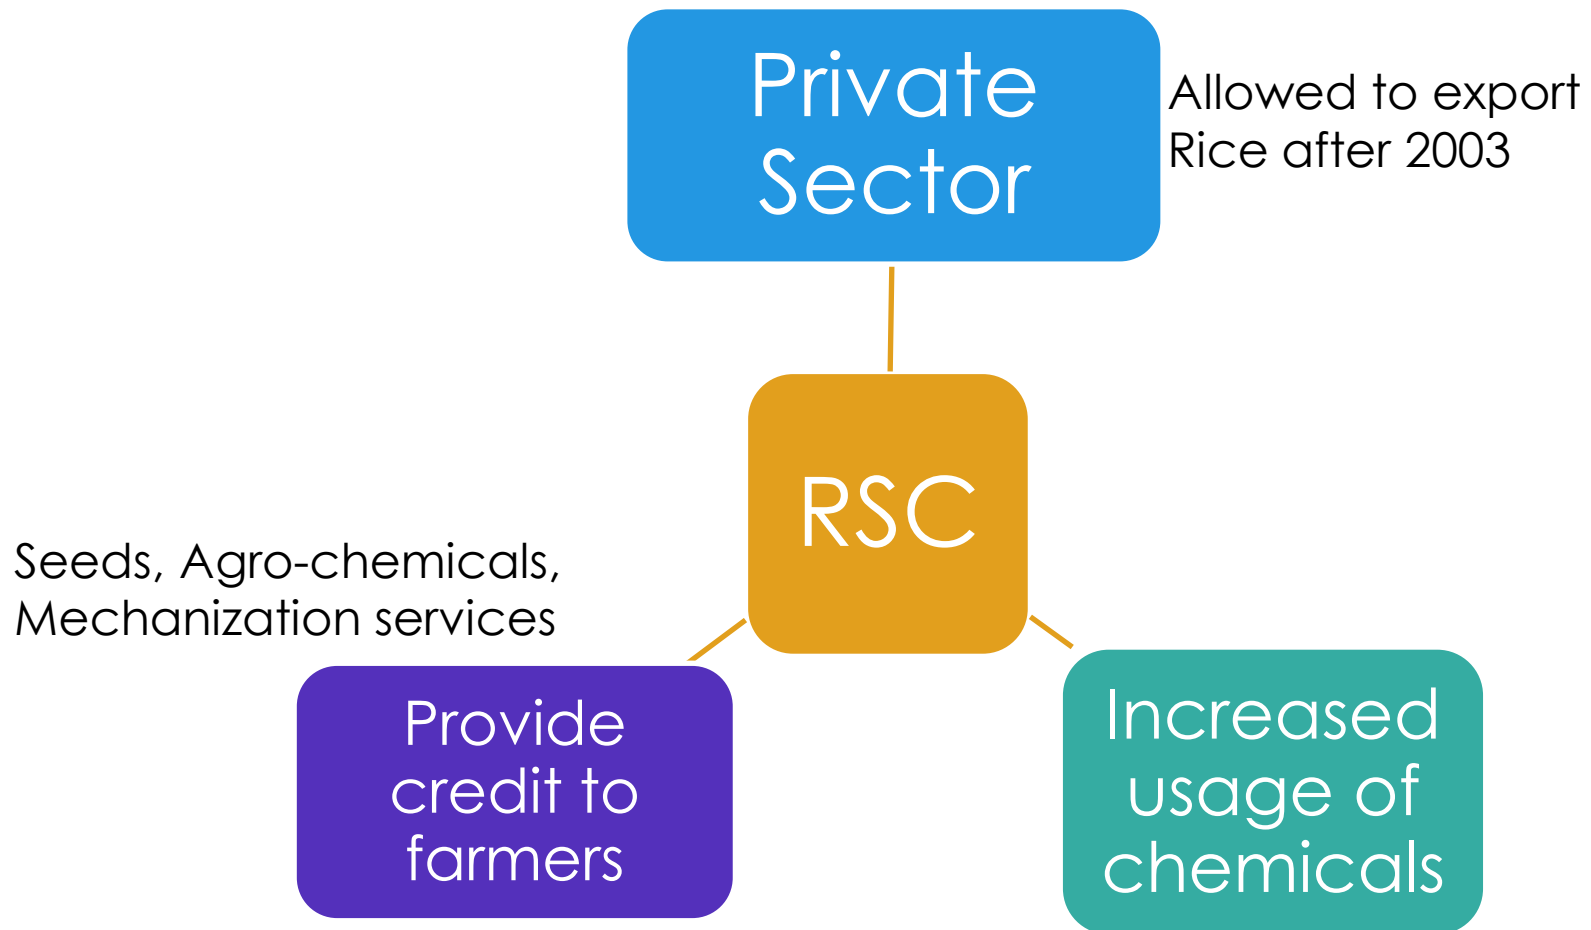 Private
Sector
Allowed to export
Rice after 2003
RSC
Seeds, Agro-chemicals,
Mechanization services
Provide
credit to
farmers
Increased
usage of
chemicals